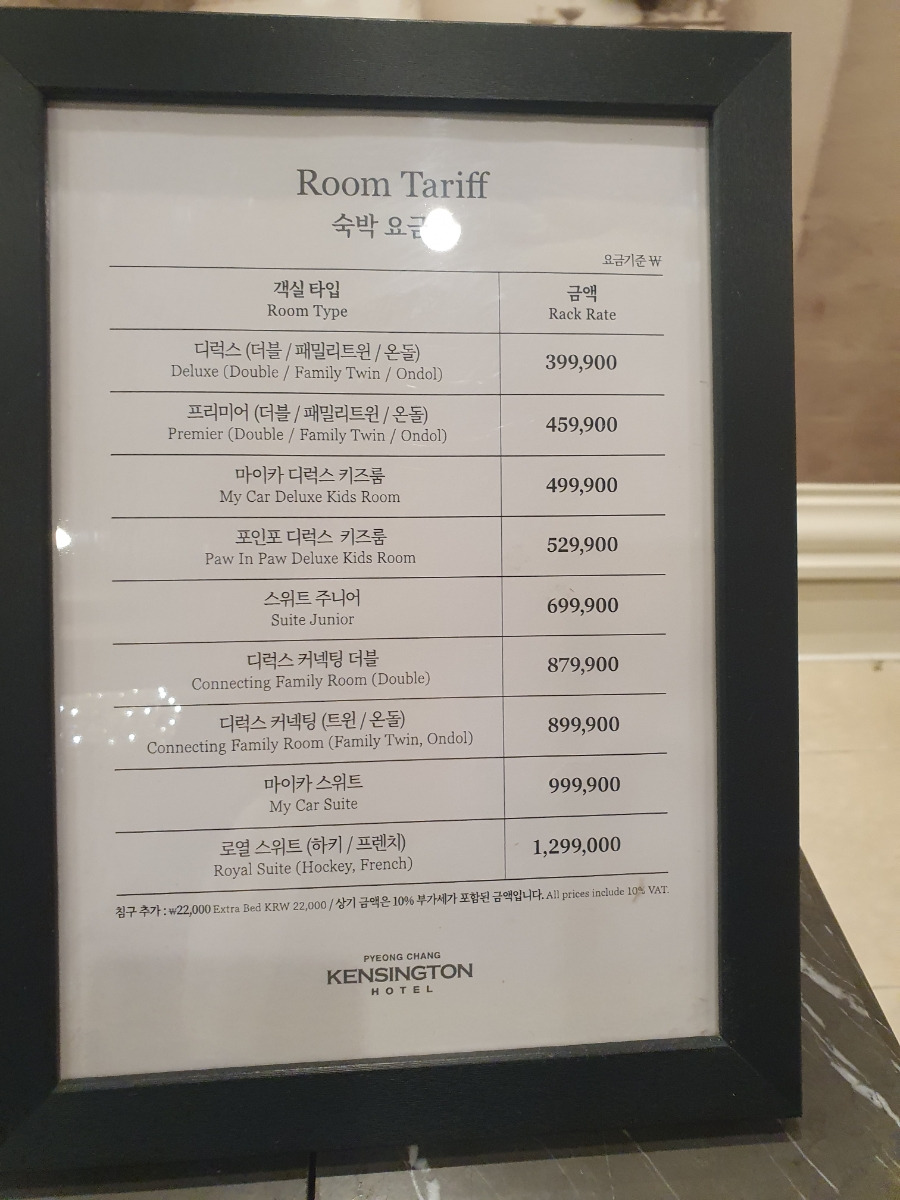 Room Tariff
숙박 요금
요금기준 ₩
객실 타입
Room Type
금액
Rack Rate
디럭스 (더블 / 패밀리트윈 / 온돌)
Deluxe (Double / Family Twin / Ondol)
399,900
프리미어 (더블 / 패밀리트윈 / 온돌)
Premier (Double / Family Twin / Ondol)
459,900
마이카 디럭스 키즈룸
My Car Deluxe Kids Room
499,900
포인포 디럭스 키즈룸
Paw In Paw Deluxe Kids Room
529,900
스위트 주니어
Suite Junior
699,900
디럭스 커넥팅 더블
Connecting Family Room (Double)
879,900
디럭스 커넥팅 (트윈 / 온돌)
Connecting Family Room (Family Twin, Ondol)
899,900
마이카 스위트
My Car Suite
999,900
로열 스위트 (하키 / 프렌치)
Royal Suite (Hockey, French)
1,299,000
침구 추가 : ₩22,000 Extra Bed KRW 22,000 / 상기 금액은 10% 부가세가 포함된 금액입니다. All prices include 10% VAT.
PYEONG CHANG
KENSINGTON
HOTEL